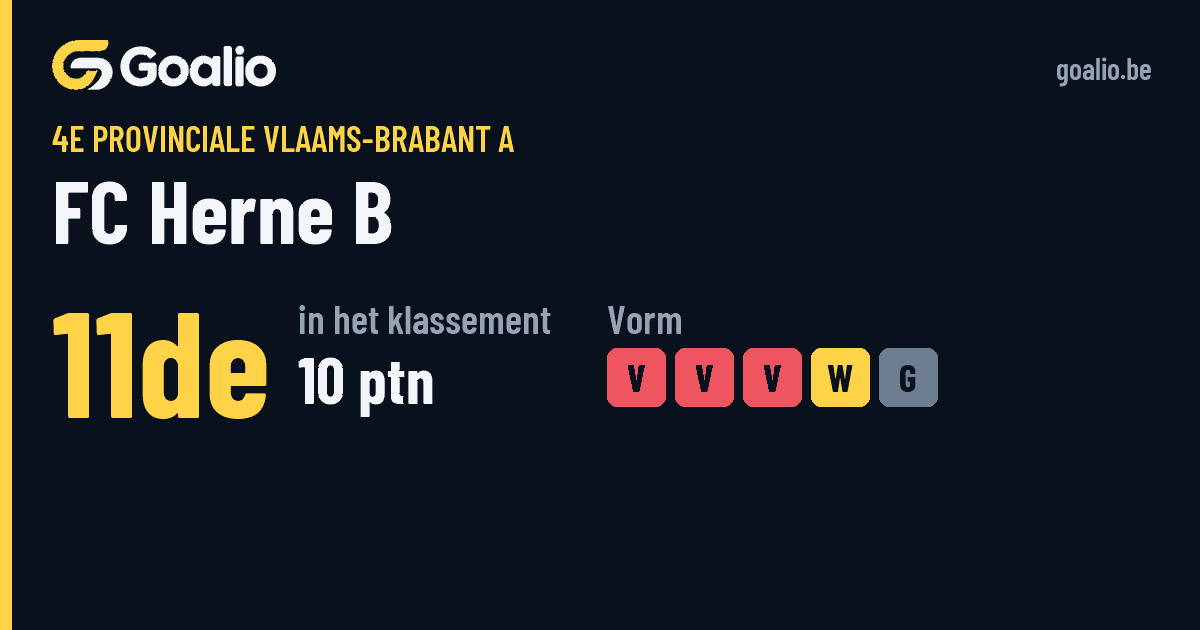 Goalio
goalio.be
4E PROVINCIALE VLAAMS-BRABANT A
FC Herne B
11de
in het klassement
10 ptn
Vorm
V V V W G